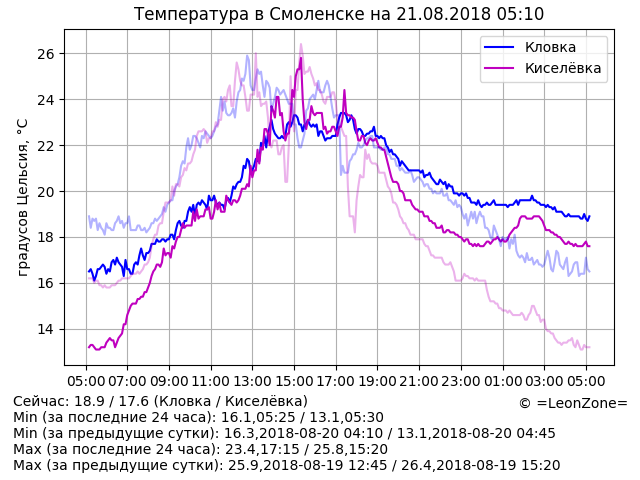 Температура в Смоленске на 21.08.2018 05:10
градусов Цельсия, °C
26
24
22
20
18
16
14
Кловка
Киселёвка
05:00 07:00 09:00 11:00 13:00 15:00 17:00 19:00 21:00 23:00 01:00 03:00 05:00
Сейчас: 18.9 / 17.6 (Кловка / Киселёвка)
© =LeonZone=
Min (за последние 24 часа): 16.1,05:25 / 13.1,05:30
Min (за предыдущие сутки): 16.3,2018-08-20 04:10 / 13.1,2018-08-20 04:45
Max (за последние 24 часа): 23.4,17:15 / 25.8,15:20
Max (за предыдущие сутки): 25.9,2018-08-19 12:45 / 26.4,2018-08-19 15:20